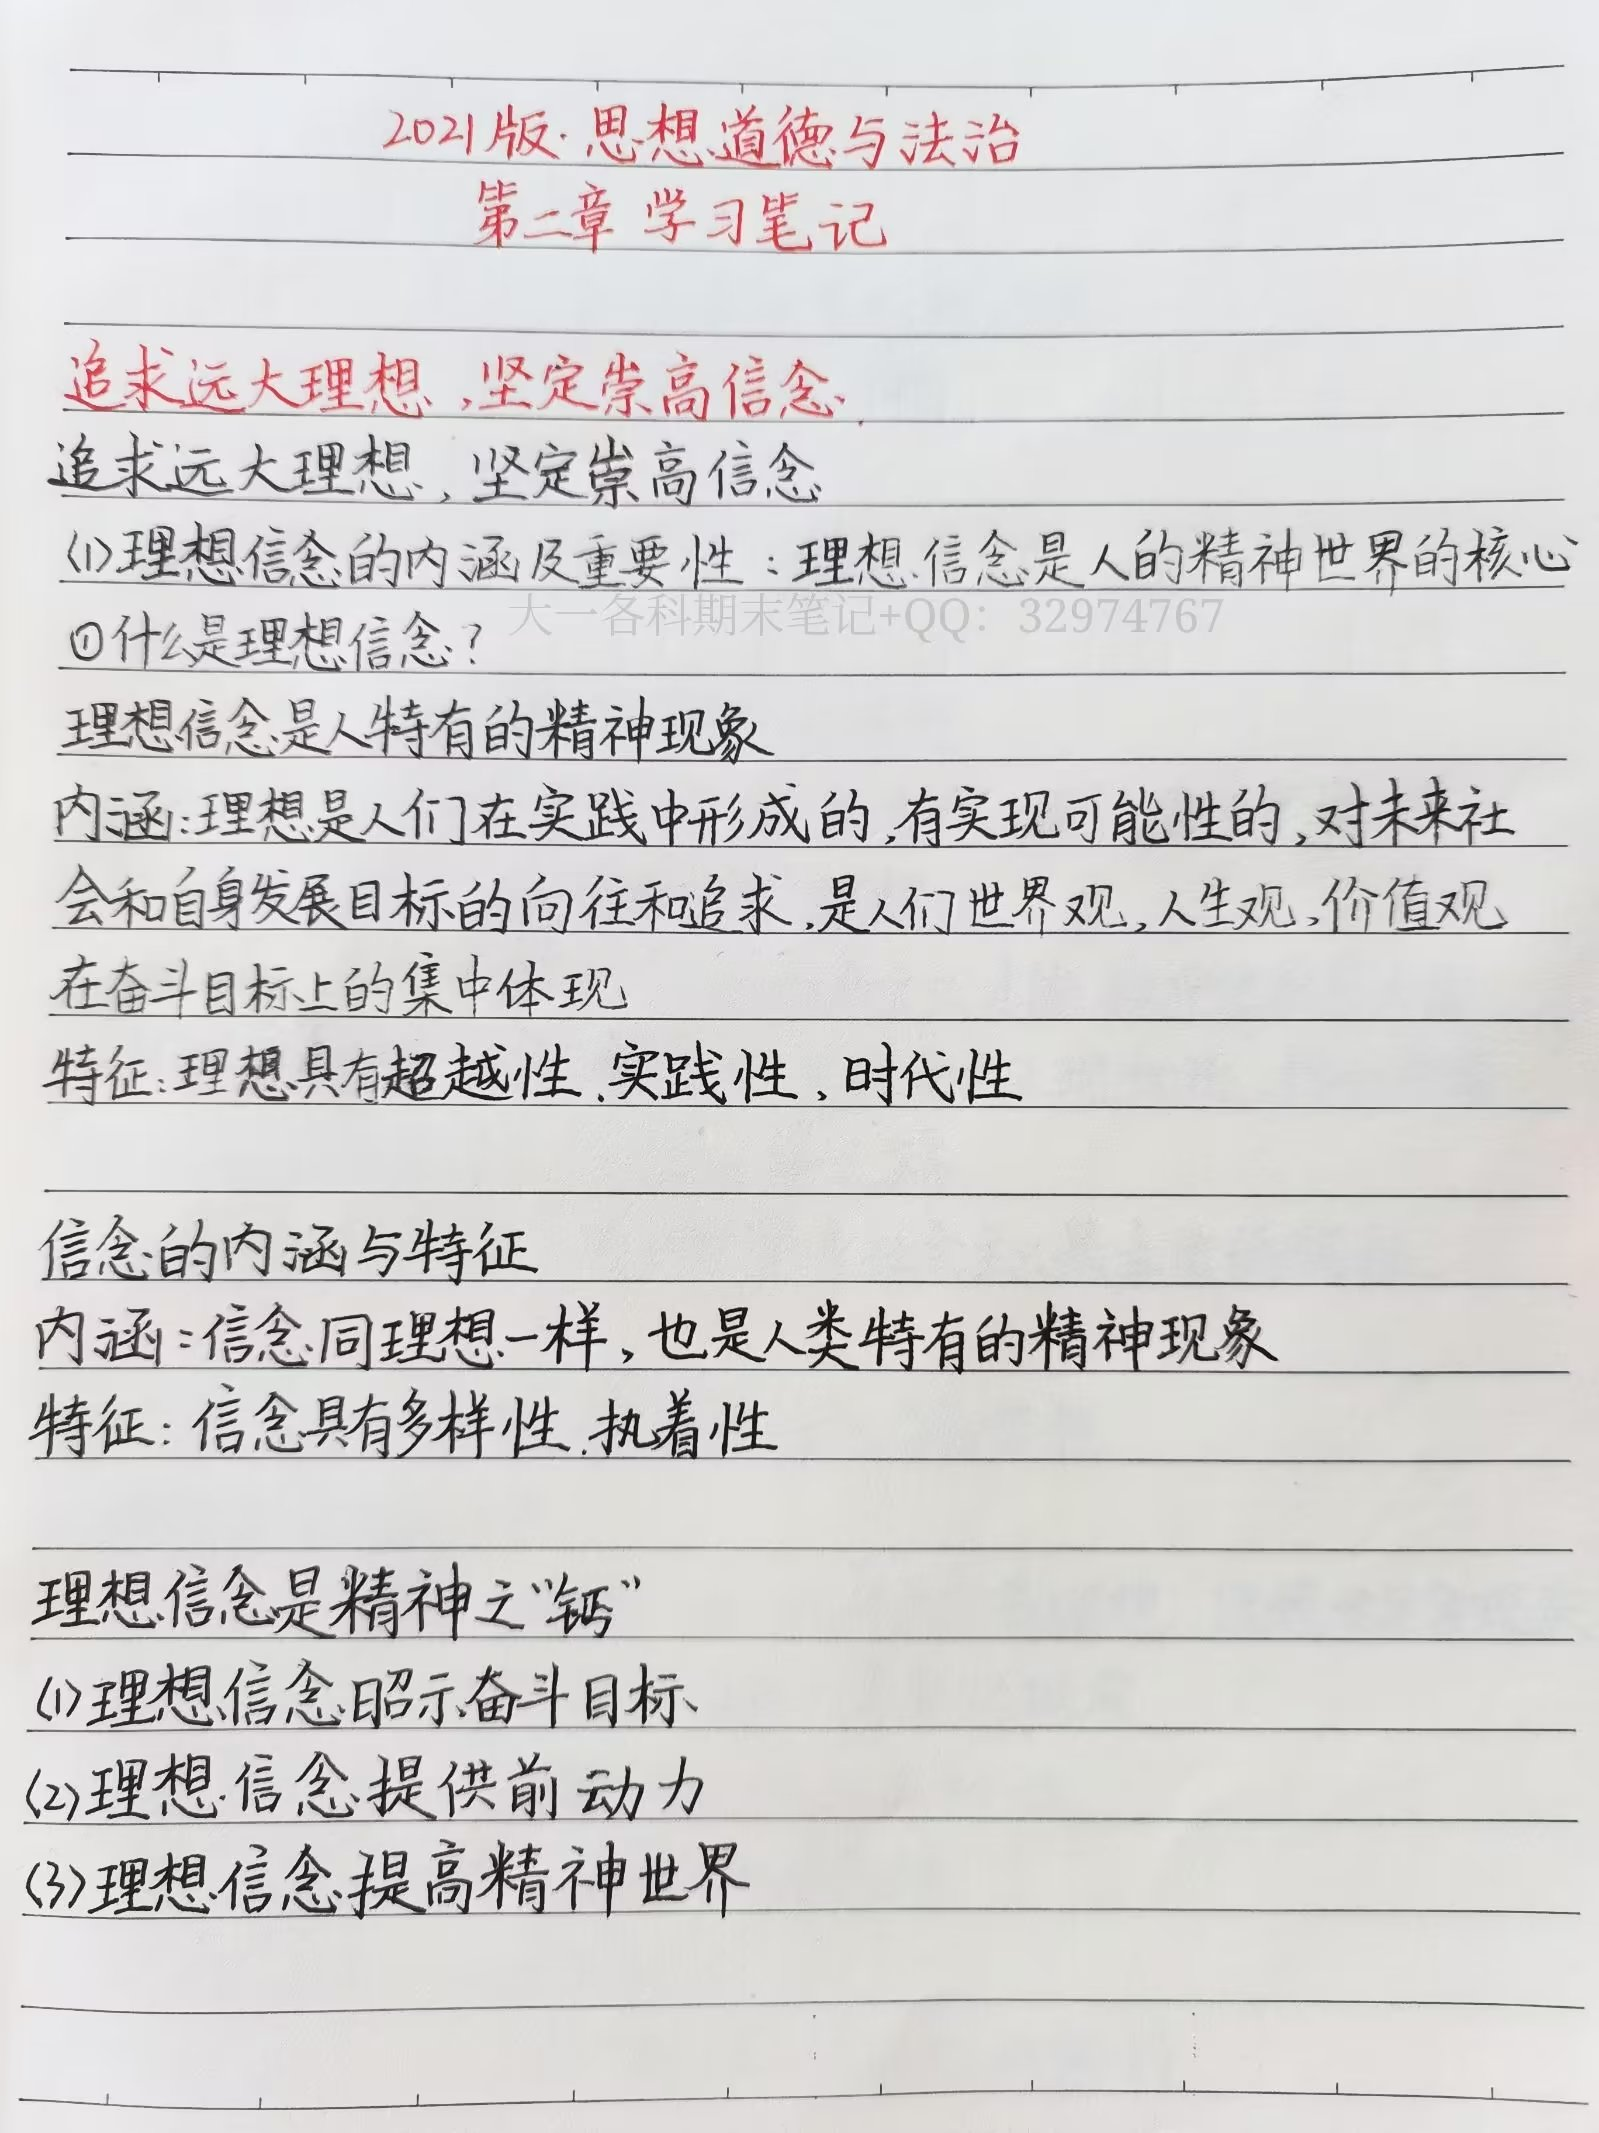 2021版·思想道德与法治
第二章 学习笔记
追求远大理想,坚定崇高信念.
追求远大理想,坚定崇高信念
(1)理想信念的内涵及重要性:理想信念是人的精神世界的核心
大一各科期末笔记+QQ: 32974767
①什么是理想信念?
理想信念是人特有的精神现象
内涵:理想是人们在实践中形成的,有实现可能性的,对未来社
会和自身发展目标的向往和追求,是人们世界观,人生观,价值观
在奋斗目标上的集中体现
特征:理想具有超越性、实践性,时代性
信念的内涵与特征
内涵:信念同理想一样,也是人类特有的精神现象
特征:信念具有多样性、执着性
理想信念是精神之“钙”
(1)理想信念昭示奋斗目标
(2)理想信念提供前动力
(3)理想信念提高精神世界